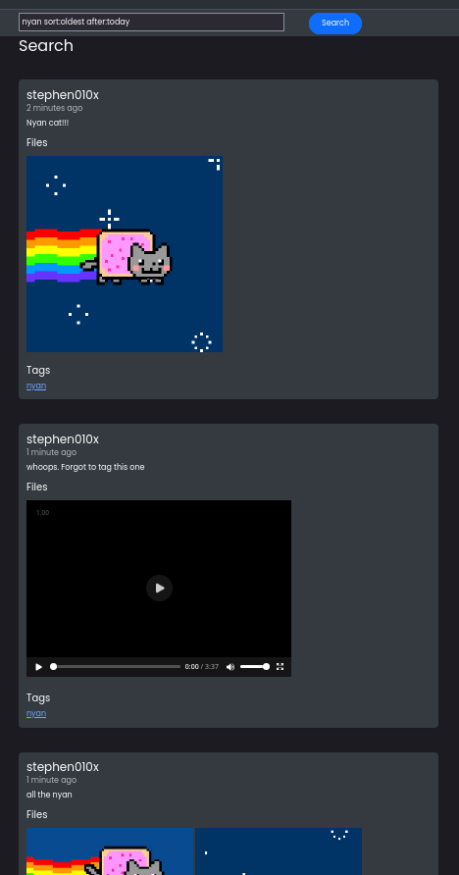 nyan sort:oldest after:today
Search
Search
stephen010x
2 minutes ago
Nyan cat!!!
Files
Tags
nyan
stephen010x
1 minute ago
whoops. Forgot to tag this one
Files
1.00
0:00 / 3:37
Tags
nyan
stephen010x
1 minute ago
all the nyan
Files